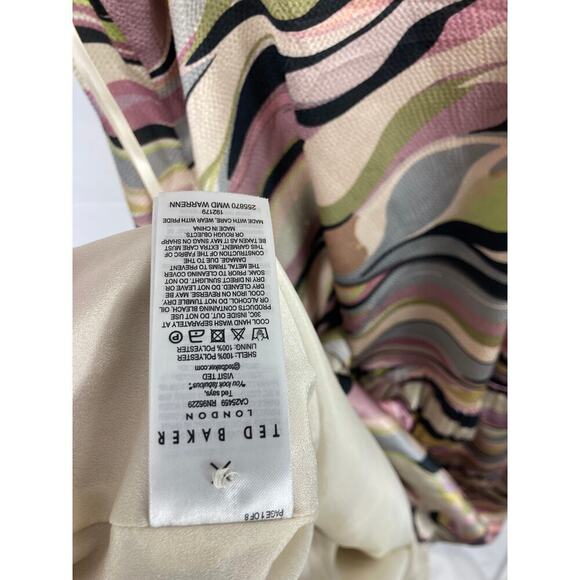 PAGE 1 OF 8
TED BAKER
LONDON
CA25459 RN95229
Ted says,
"You look fabulous".
VISIT TED
@tedbaker.com
SHELL: 100% POLYESTER
LINING: 100% POLYESTER
COOL HAND WASH SEPARATELY AT
30C. INSIDE OUT. DO NOT USE
PRODUCTS CONTAINING BLEACH, OIL
OR ALCOHOL. DO NOT TUMBLE DRY.
COOL IRON ON REVERSE. MAY BE
DRY CLEANED. DO NOT LEAVE OR
DRY IN DIRECT SUNLIGHT. DO NOT
SOAK. PRIOR TO CLEANING COVER
THE METAL TRIMS TO PREVENT
DAMAGE. DUE TO THE
CONSTRUCTION OF THE FABRIC OF
THIS GARMENT, EXTRA CARE MUST
BE TAKEN AS MAY SNAG ON SHARP
OR ROUGH OBJECTS.
MADE IN CHINA
MADE WITH CARE, WEAR WITH PRIDE
192179
255870 WMD WARRENN